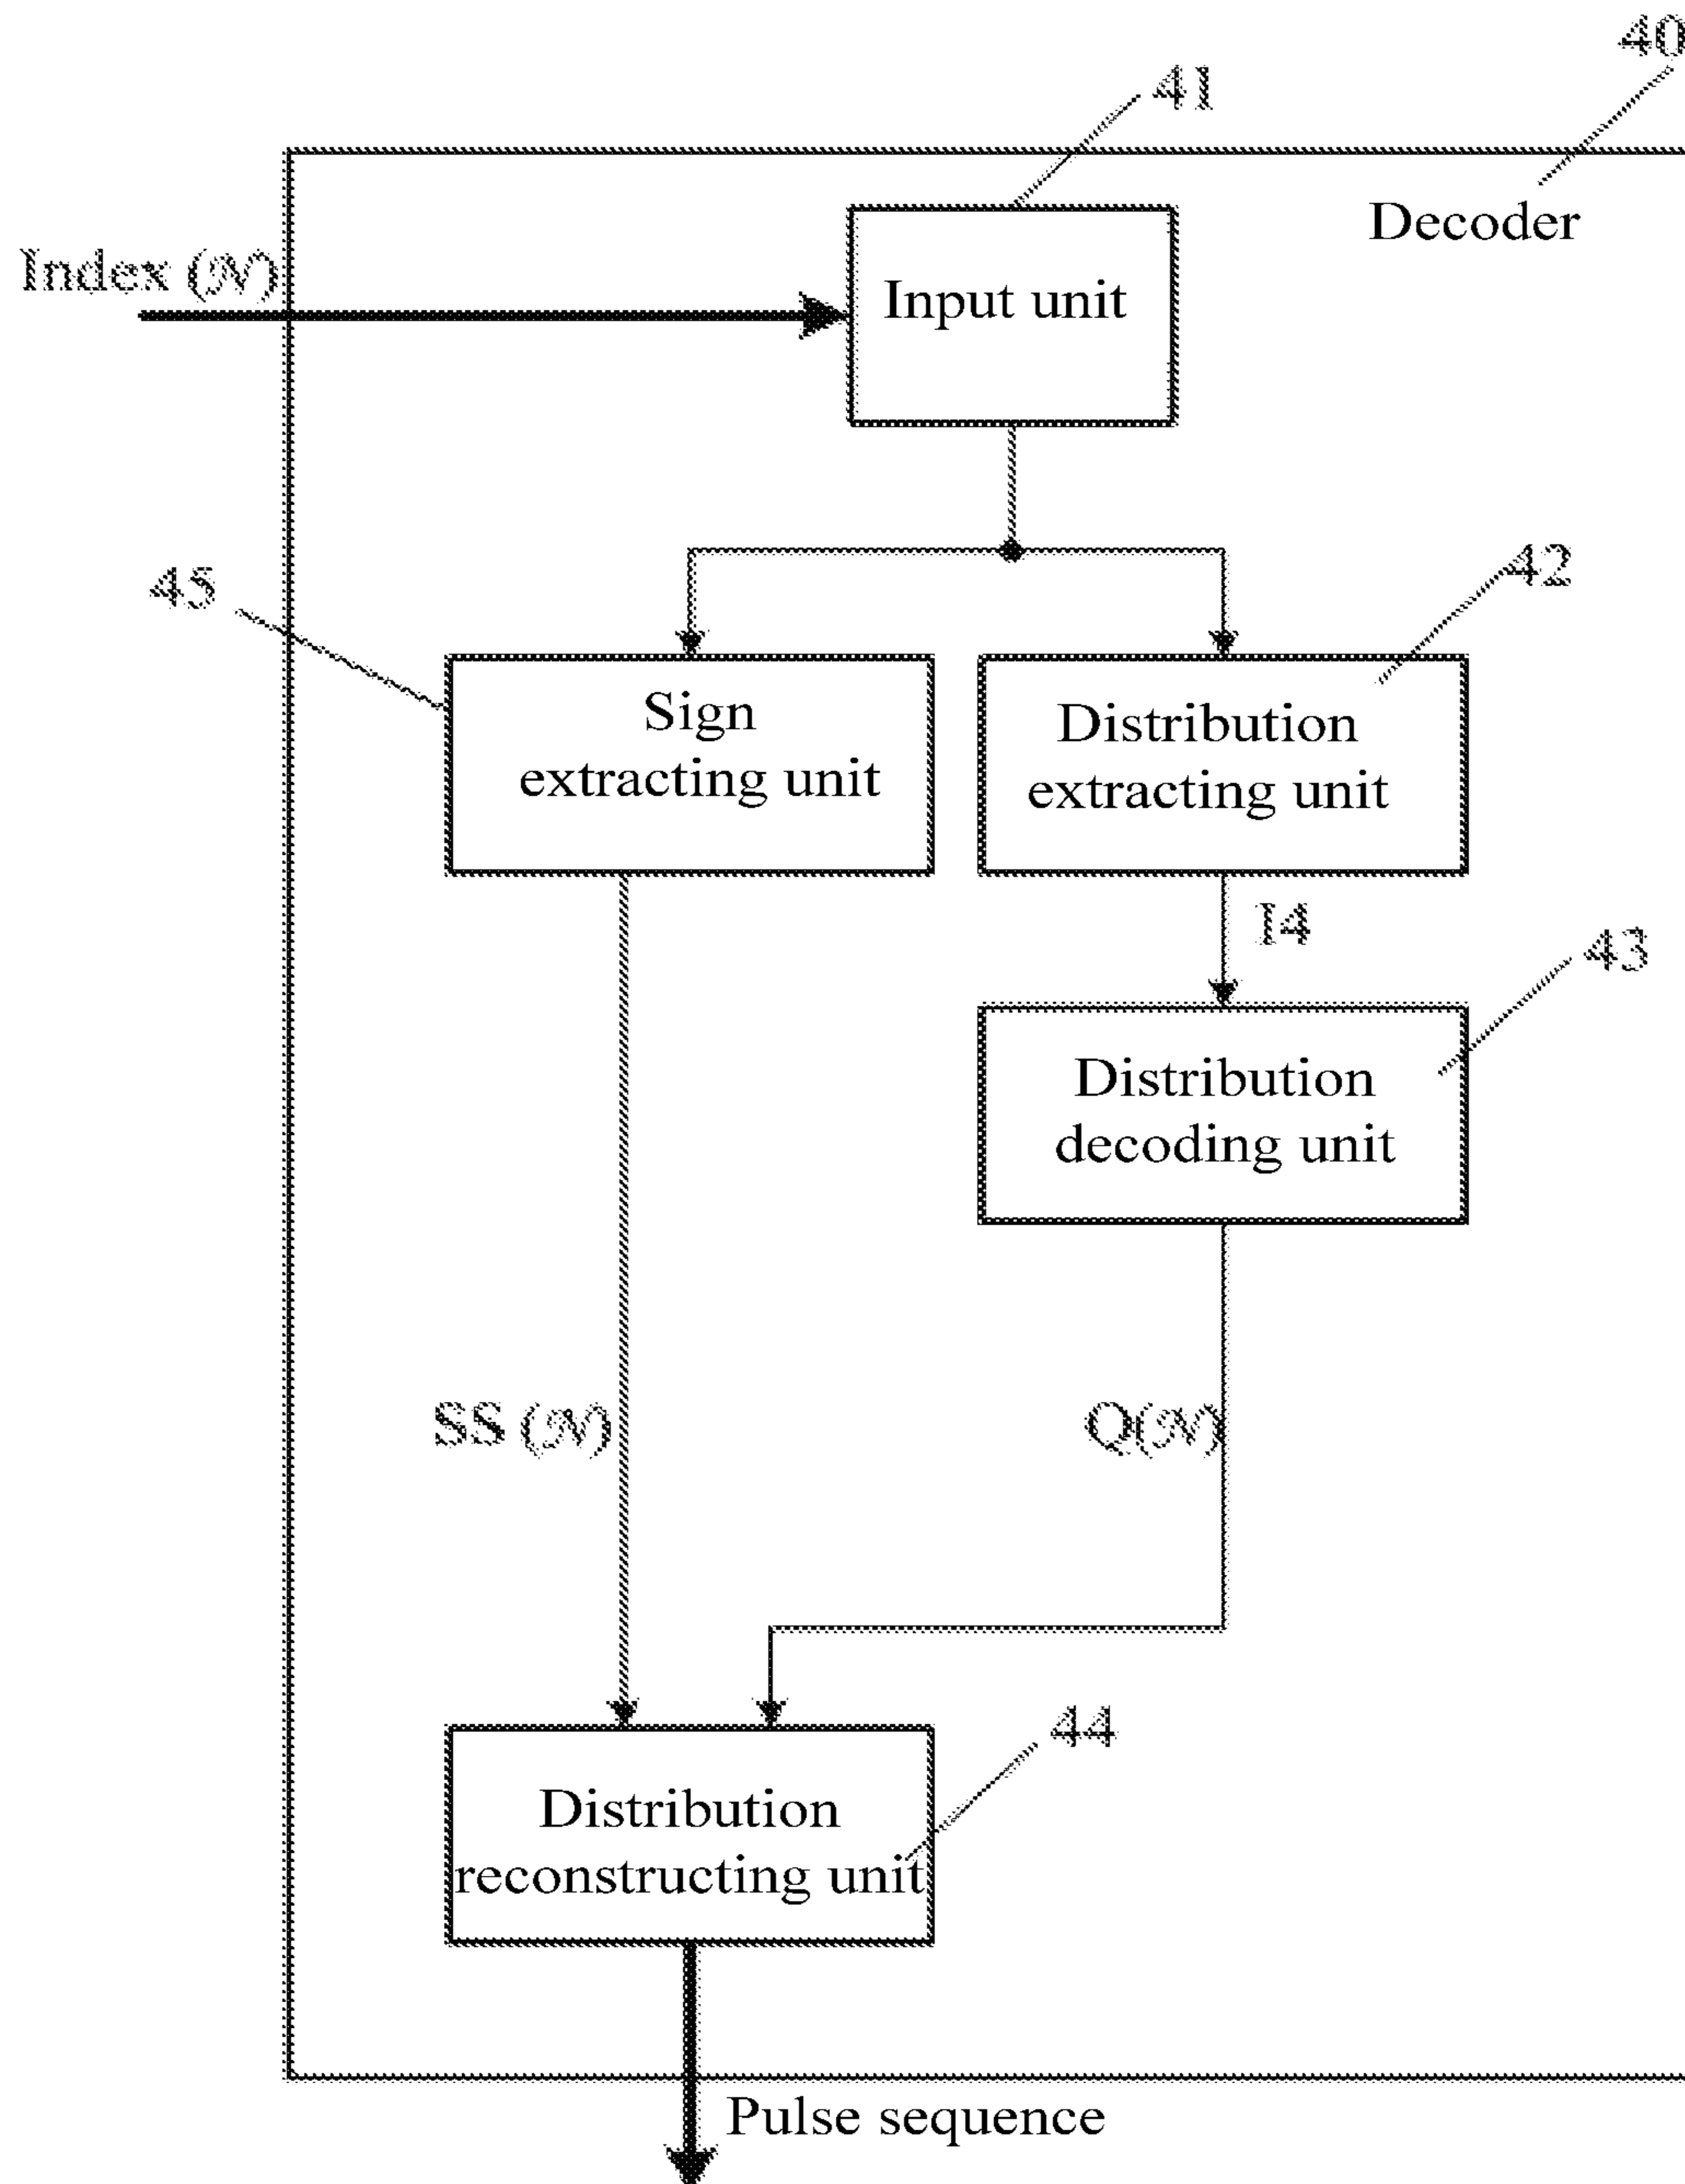 40
41
Decoder
Index (𝒩)
Input unit
45
42
Sign
extracting unit
Distribution
extracting unit
I4
43
Distribution
decoding unit
SS (𝒩)
Q(𝒩)
44
Distribution
reconstructing unit
Pulse sequence